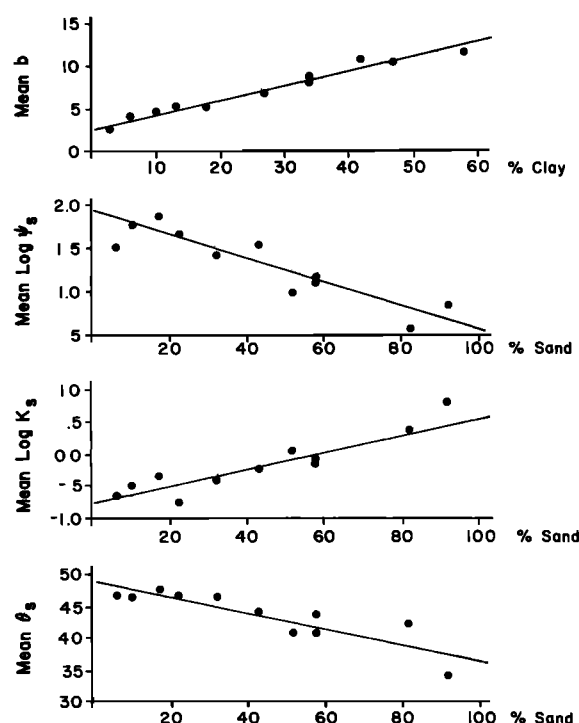 15
10
5
0
Mean b
10 20 30 40 50 60 % Clay
2.0
1.5
1.0
5
Mean Log ψs
20 40 60 80 100 % Sand
1 0
.5
0 0
-.5
-1.0
Mean Log Ks
20 40 60 80 100 % Sand
50
45
40
35
30
Mean θs
20 40 60 80 100 % Sand